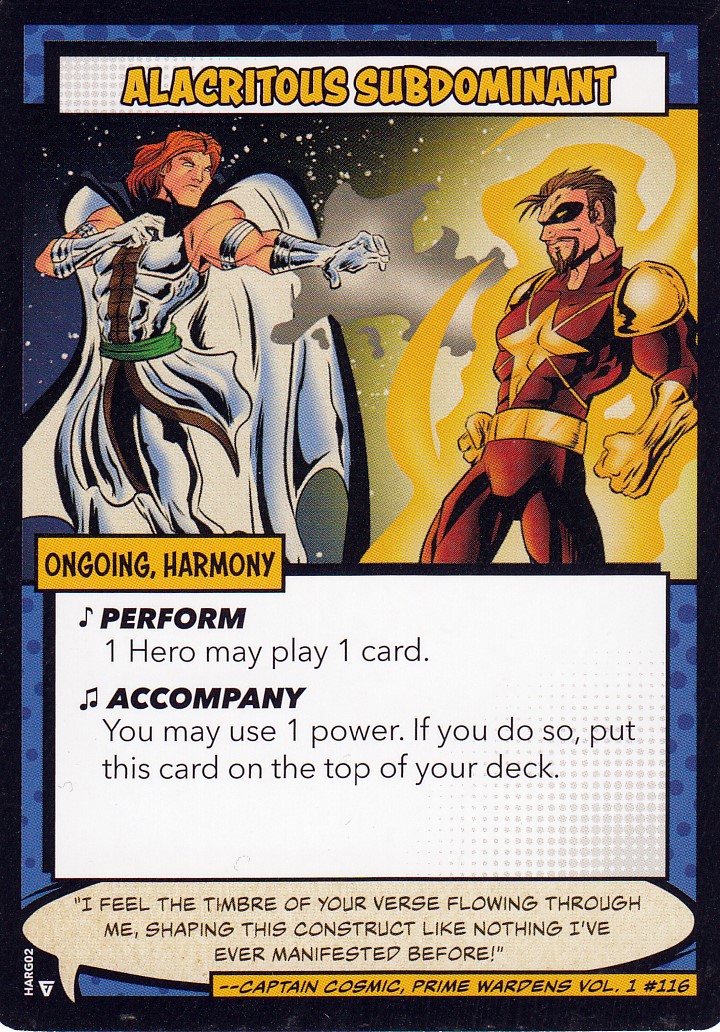 ALACRITOUS SUBDOMINANT
ONGOING, HARMONY
♪ PERFORM
1 Hero may play 1 card.
♫ ACCOMPANY
You may use 1 power. If you do so, put
this card on the top of your deck.
"I FEEL THE TIMBRE OF YOUR VERSE FLOWING THROUGH
ME, SHAPING THIS CONSTRUCT LIKE NOTHING I'VE
EVER MANIFESTED BEFORE!"
--CAPTAIN COSMIC, PRIME WARDENS VOL. 1 #116
HARG02